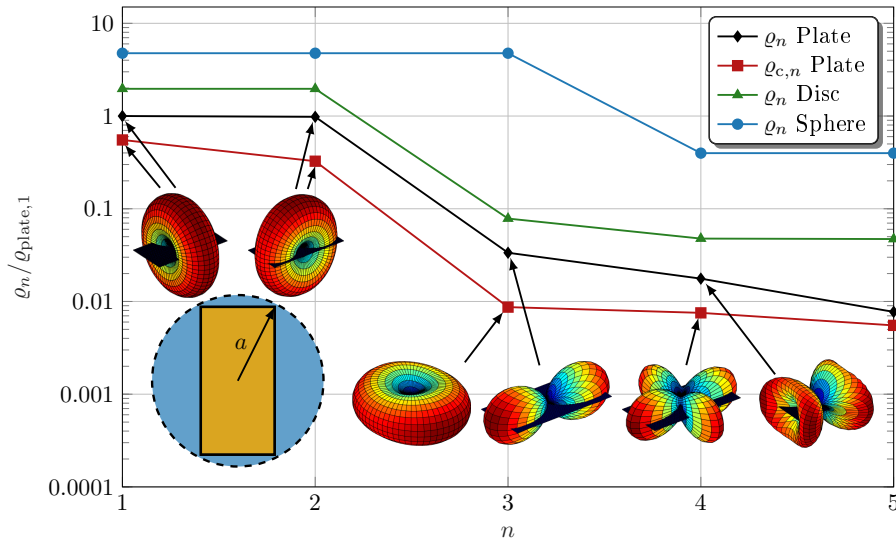 10
1
0.1
0.01
0.001
0.0001
ϱₙ/ϱplate,1
1 2 3 4 5
n
ϱₙ Plate
ϱc,n Plate
ϱₙ Disc
ϱₙ Sphere
a